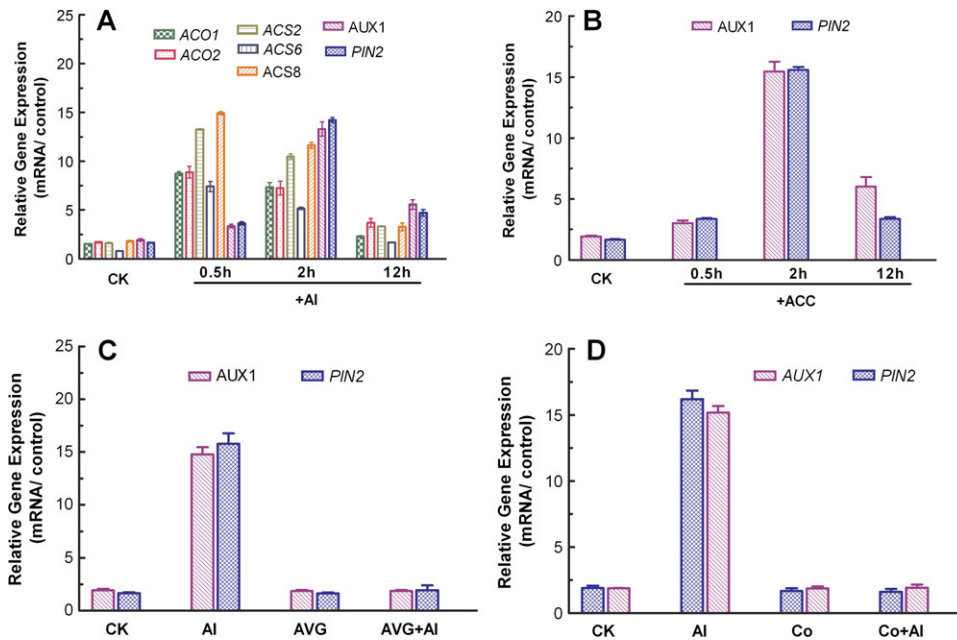 A
ACO1 ACS2 AUX1
ACO2 ACS6 PIN2
ACS8
Relative Gene Expression
(mRNA/ control)
25
20
15
10
5
0
CK 0.5h 2h 12h
+Al
B
AUX1 PIN2
Relative Gene Expression
(mRNA/ control)
20
15
10
5
0
CK 0.5h 2h 12h
+ACC
C
AUX1 PIN2
Relative Gene Expression
(mRNA/ control)
25
20
15
10
5
0
CK Al AVG AVG+Al
D
AUX1 PIN2
Relative Gene Expression
(mRNA/ control)
20
15
10
5
0
CK Al Co Co+Al